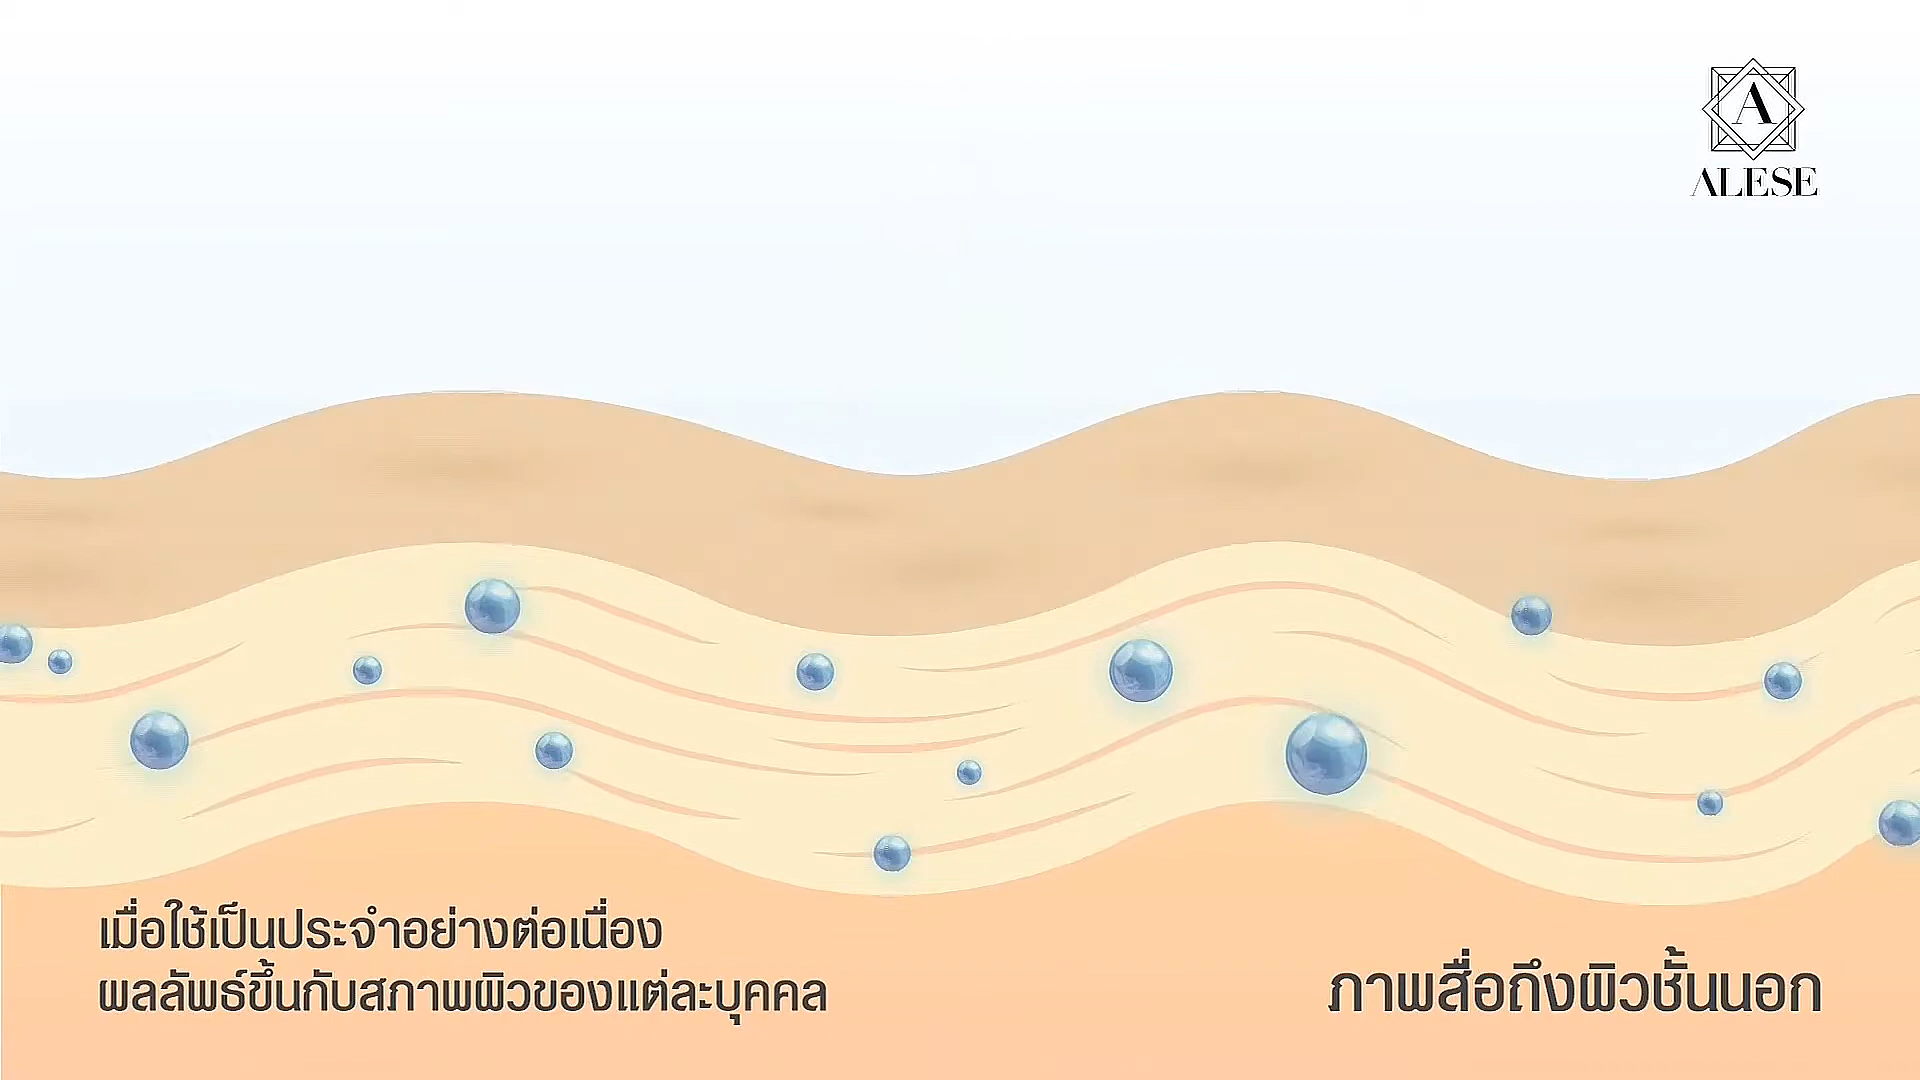 A
ALESE
เมื่อใช้เป็นประจำอย่างต่อเนื่อง
ผลลัพธ์ขึ้นกับสภาพผิวของแต่ละบุคคล
ภาพสื่อถึงผิวชั้นนอก